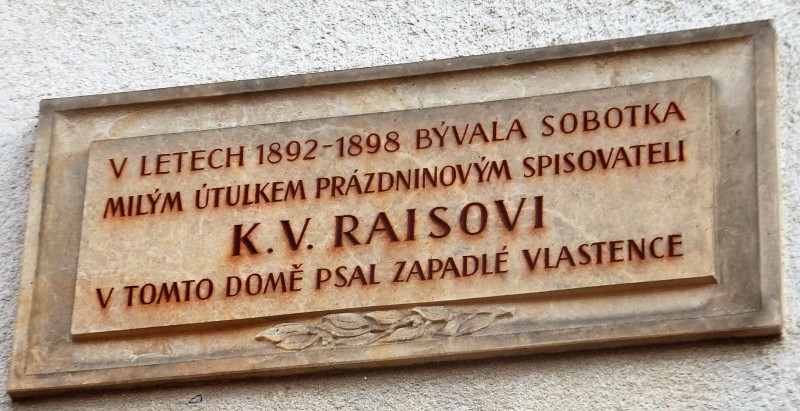 V LETECH 1892-1898 BÝVALA SOBOTKA
MILÝM ÚTULKEM PRÁZDNINOVÝM SPISOVATELI
K.V. RAISOVI
V TOMTO DOMĚ PSAL ZAPADLÉ VLASTENCE